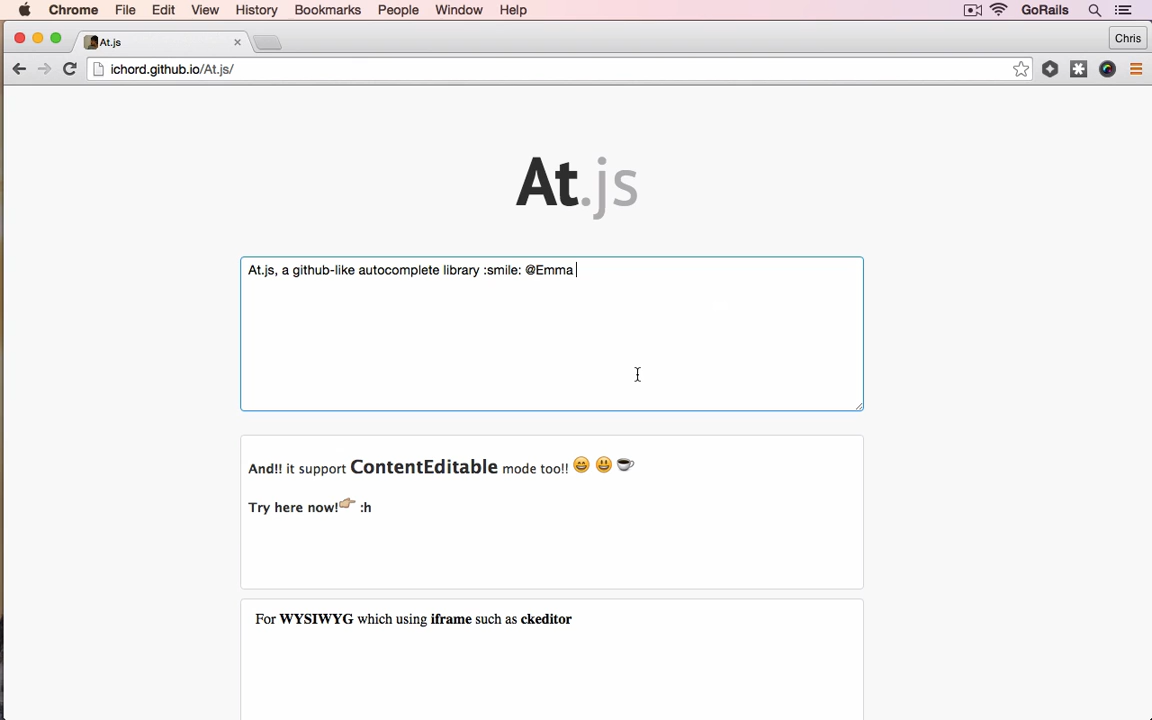 Chrome File Edit View History Bookmarks People Window Help GoRails
At.js Chris
ichord.github.io/At.js/
At.js
At.js, a github-like autocomplete library :smile: @Emma
And!! it support ContentEditable mode too!!
Try here now! :h
For WYSIWYG which using iframe such as ckeditor